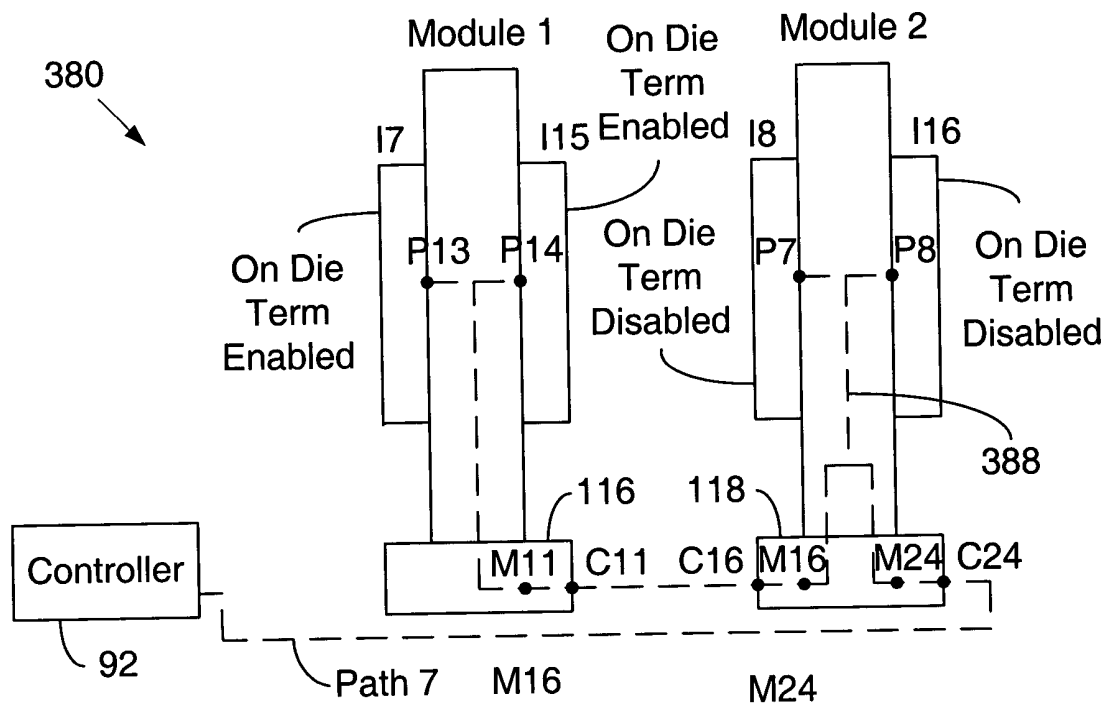 Module 1
On Die
Term
Enabled
Module 2
380
I7
I15
I8
I16
P13
P14
On Die
Term
Disabled
P7
P8
On Die
Term
Enabled
On Die
Term
Disabled
388
116
118
Controller
M11
C11
C16
M16
M24
C24
92
Path 7
M16
M24